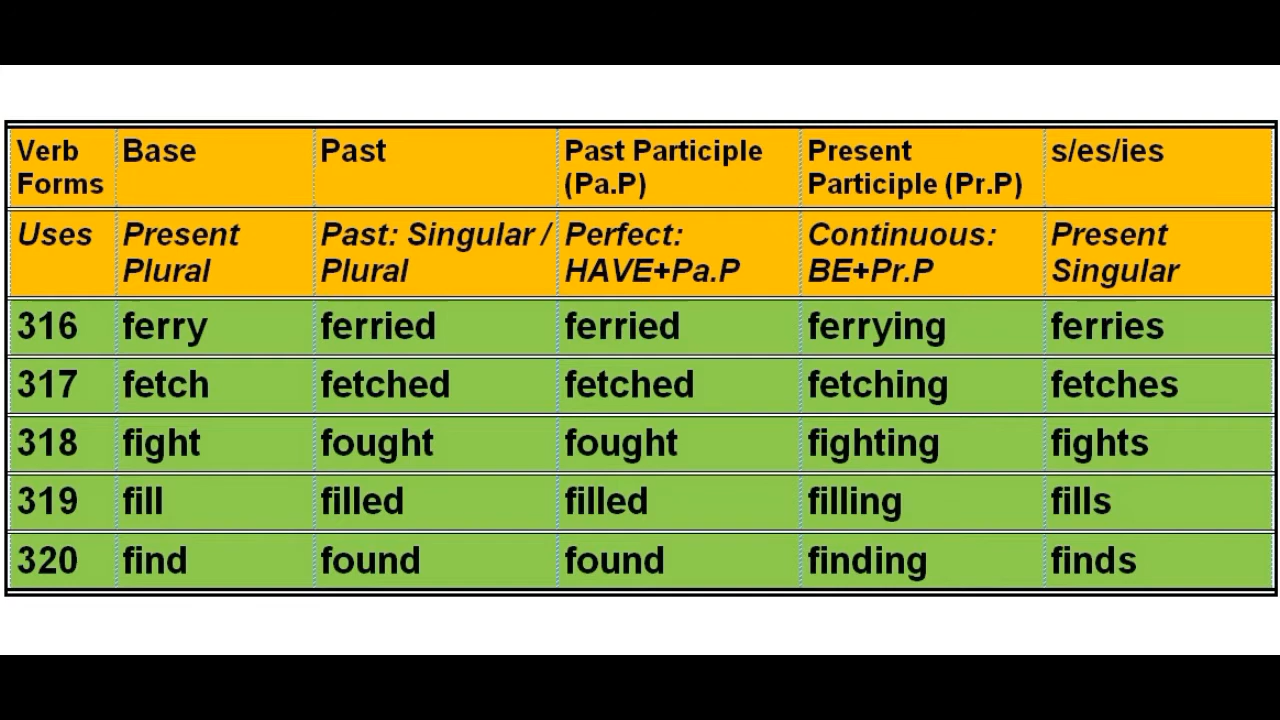 Verb Forms Base Past Past Participle (Pa.P) Present Participle (Pr.P) s/es/ies
Uses Present Plural Past: Singular / Plural Perfect: HAVE+Pa.P Continuous: BE+Pr.P Present Singular
316 ferry ferried ferried ferrying ferries
317 fetch fetched fetched fetching fetches
318 fight fought fought fighting fights
319 fill filled filled filling fills
320 find found found finding finds